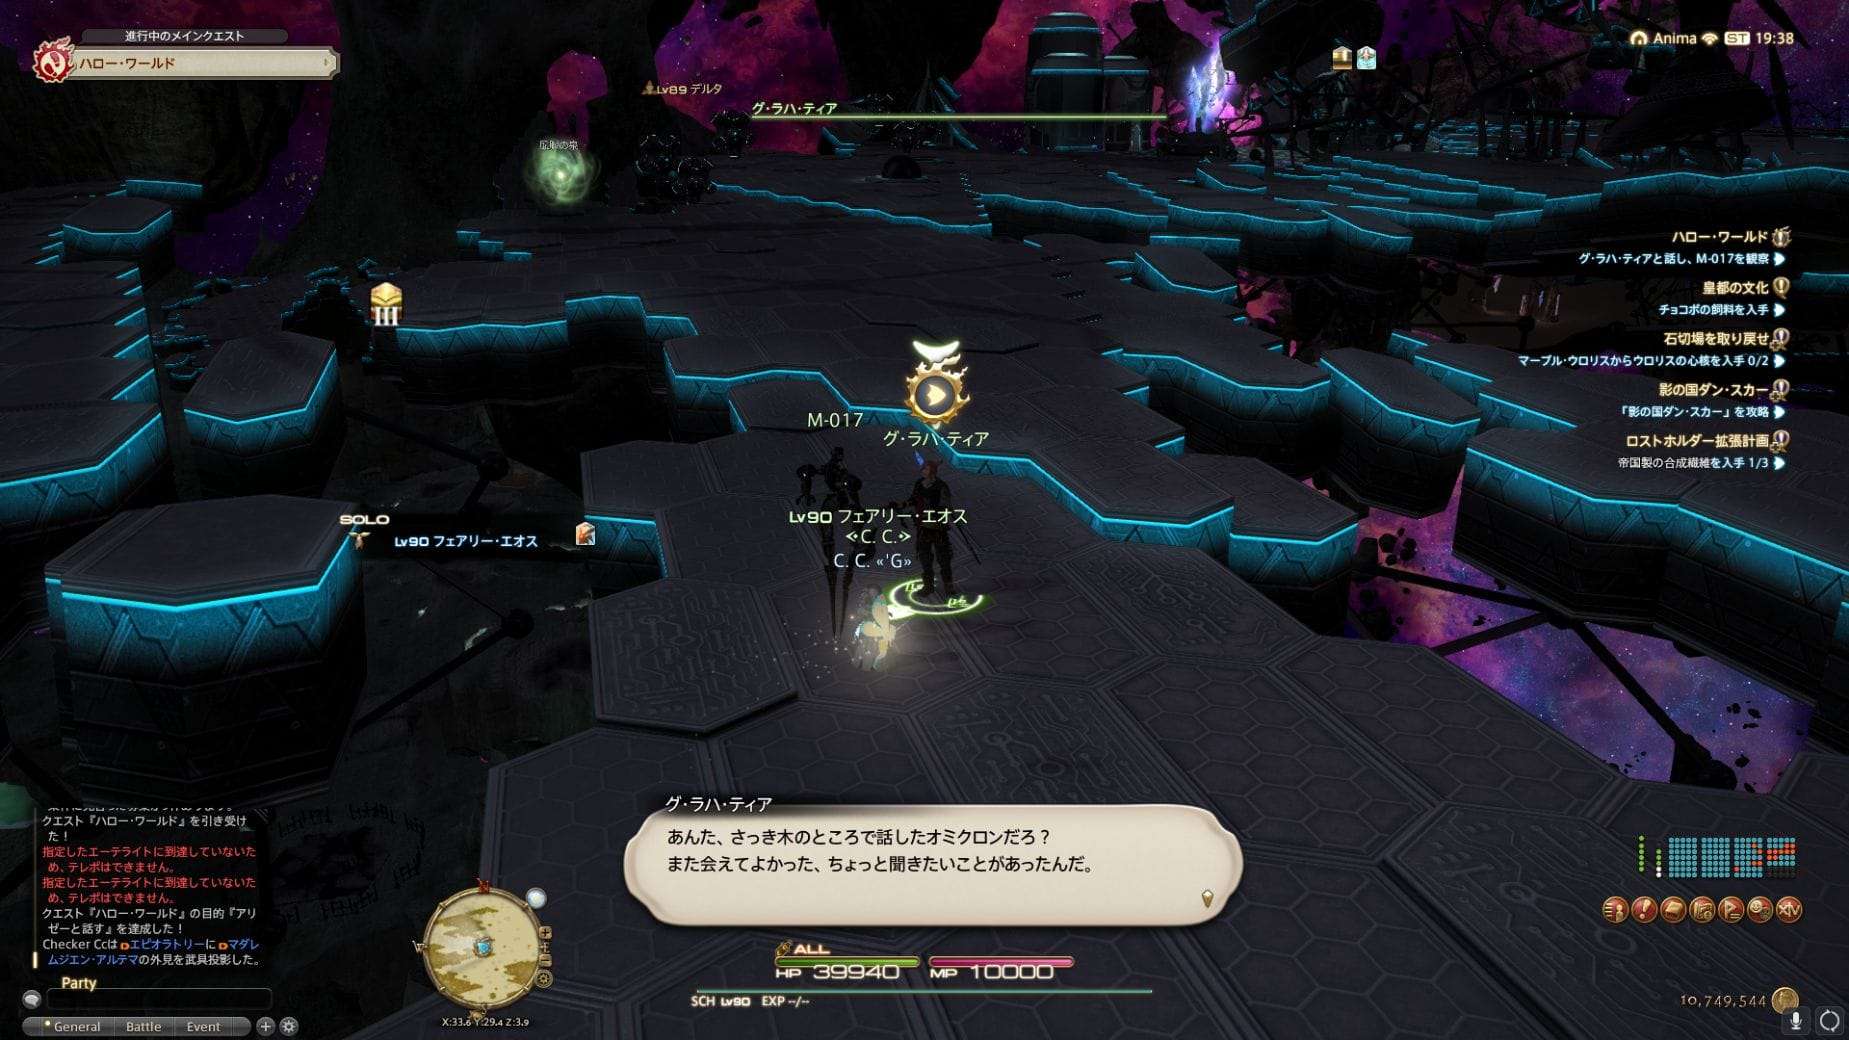 進行中のメインクエスト
ハロー・ワールド
Anima
ST 19:38
Lv89 デルタ
グ・ラハ・ティア
ハロー・ワールド
グ・ラハ・ティアと話し、M-017を観察
皇都の文化
チョコボの飼料を入手
石切場を取り戻せ
マーブル・ウロリスからウロリスの心核を入手 0/2
影の国ダン・スカー
「影の国ダン・スカー」を攻略
ロストホルダー拡張計画
帝国製の合成繊維を入手 1/3
M-017
グ・ラハ・ティア
Lv90 フェアリー・エオス
C. C.
C. C. «'G»
SOLO
Lv90 フェアリー・エオス
グ・ラハ・ティア
あんた、さっき木のところで話したオミクロンだろ？
また会えてよかった、ちょっと聞きたいことがあったんだ。
クエスト『ハロー・ワールド』を引き受け
た！
指定したエーテライトに到達していないた
め、テレポはできません。
指定したエーテライトに到達していないた
め、テレポはできません。
クエスト『ハロー・ワールド』の目的『アリ
ゼーと話す』を達成した！
Checker Ccは エピオラトリーに マダレ
ムジエン・アルテマの外見を武具投影した。
Party
General Battle Event
N
W
X:33.6 Y:29.4 Z:3.9
ALL
HP 39940 MP 10000
SCH Lv90 EXP --/--
XIV
10,749,544